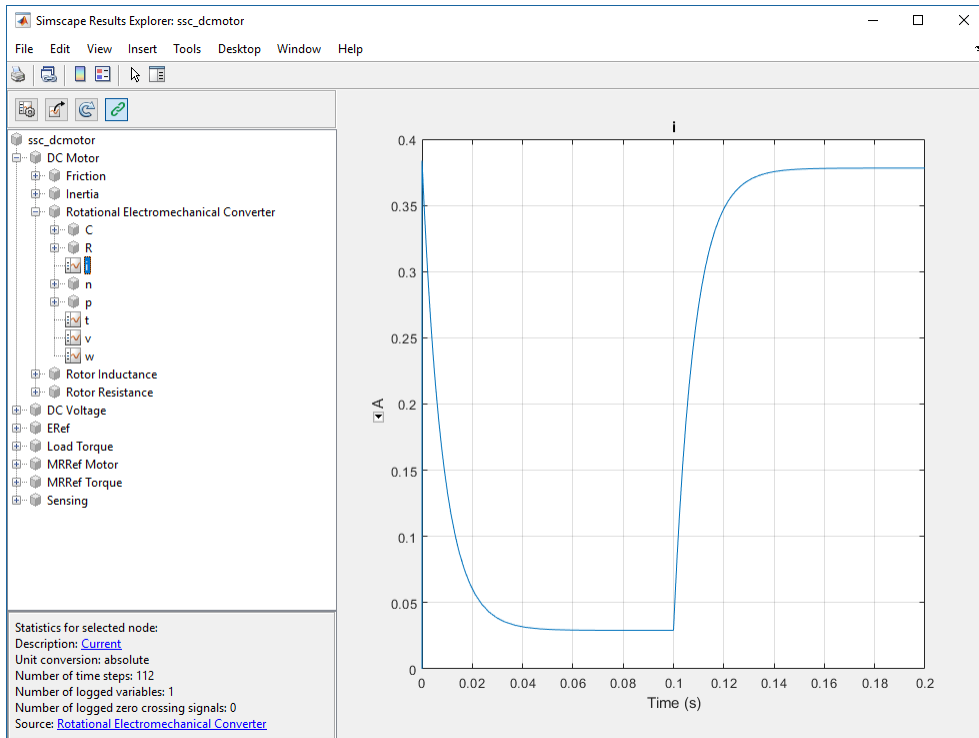 Simscape Results Explorer: ssc_dcmotor
File Edit View Insert Tools Desktop Window Help
ssc_dcmotor
DC Motor
Friction
Inertia
Rotational Electromechanical Converter
C
R
i
n
p
t
v
w
Rotor Inductance
Rotor Resistance
DC Voltage
ERef
Load Torque
MRRef Motor
MRRef Torque
Sensing
Statistics for selected node:
Description: Current
Unit conversion: absolute
Number of time steps: 112
Number of logged variables: 1
Number of logged zero crossing signals: 0
Source: Rotational Electromechanical Converter
i
0.4
0.35
0.3
0.25
0.2
0.15
0.1
0.05
0
A
0 0.02 0.04 0.06 0.08 0.1 0.12 0.14 0.16 0.18 0.2
Time (s)